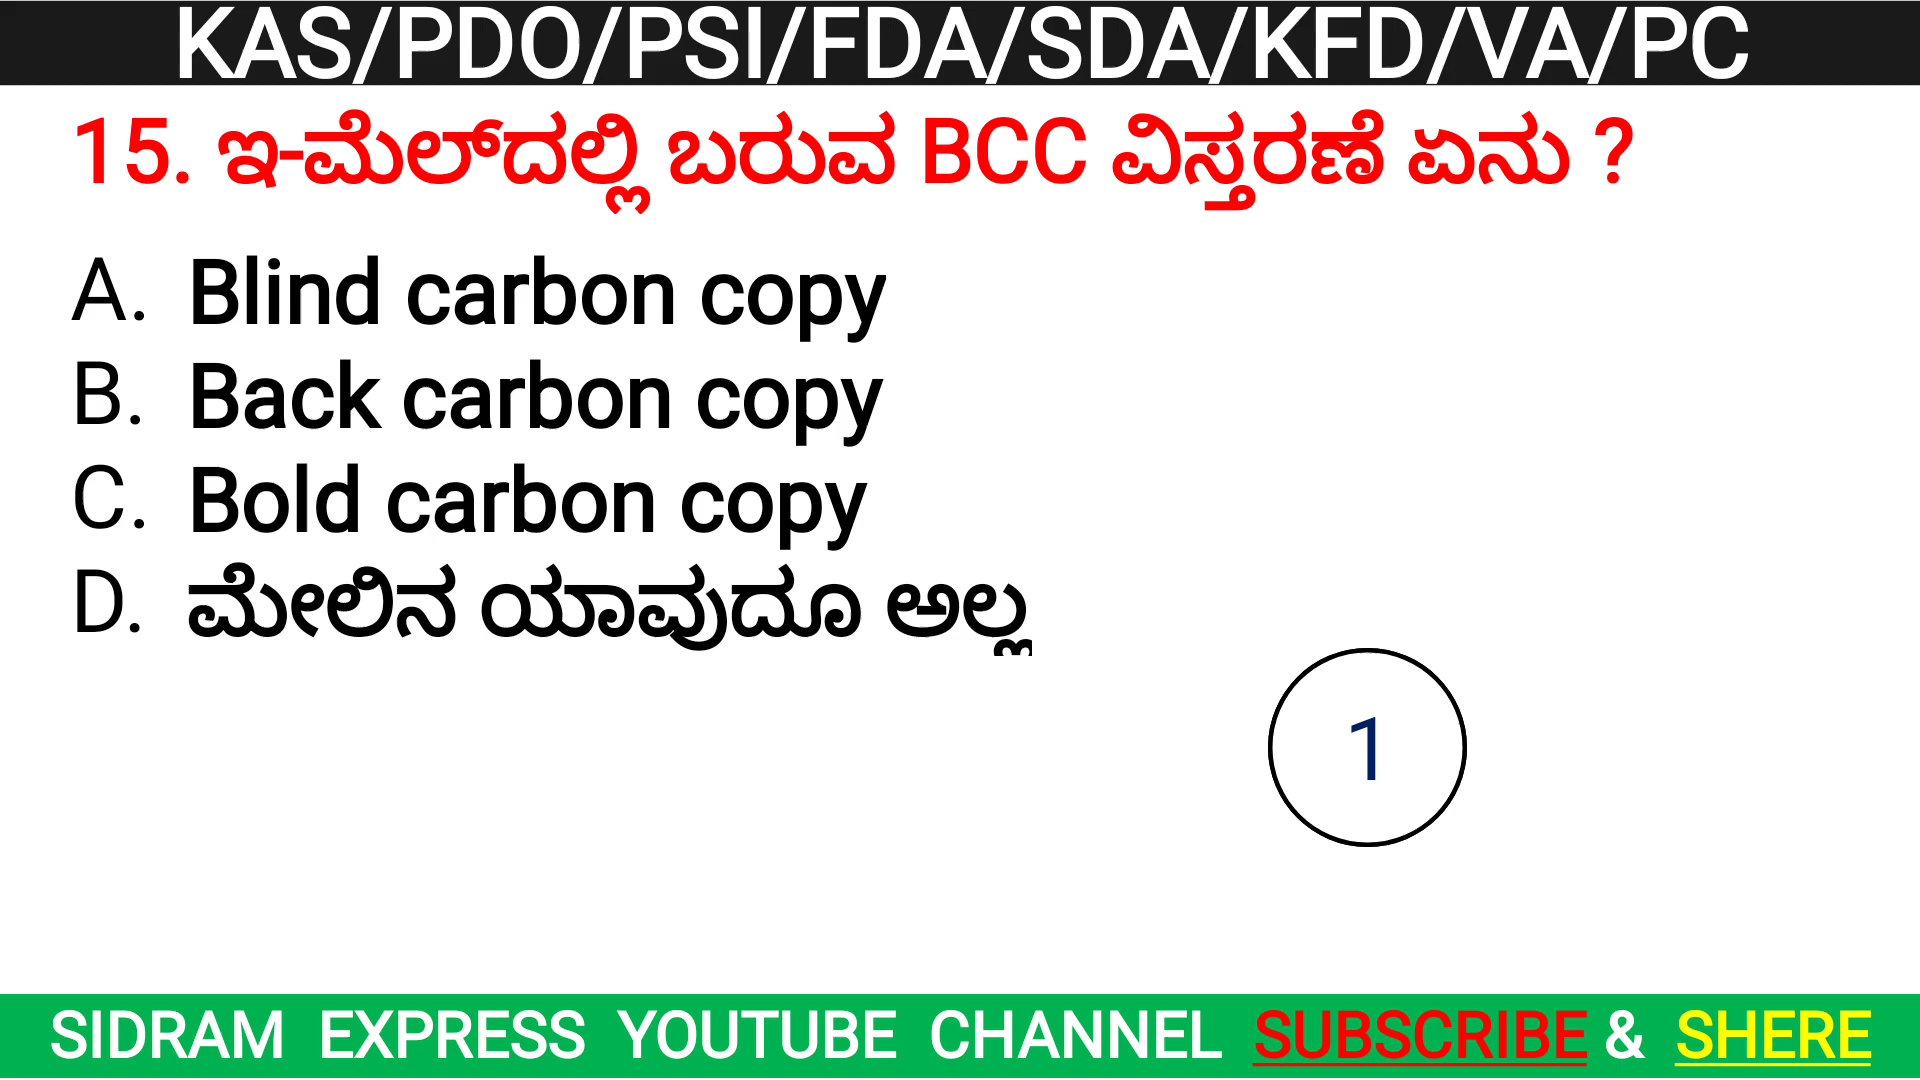 KAS/PDO/PSI/FDA/SDA/KFD/VA/PC
15. ಇ-ಮೆಲ್‌ದಲ್ಲಿ ಬರುವ BCC ವಿಸ್ತರಣೆ ಏನು ?
A. Blind carbon copy
B. Back carbon copy
C. Bold carbon copy
D. ಮೇಲಿನ ಯಾವುದೂ ಅಲ್ಲ
1
SIDRAM EXPRESS YOUTUBE CHANNEL SUBSCRIBE & SHERE